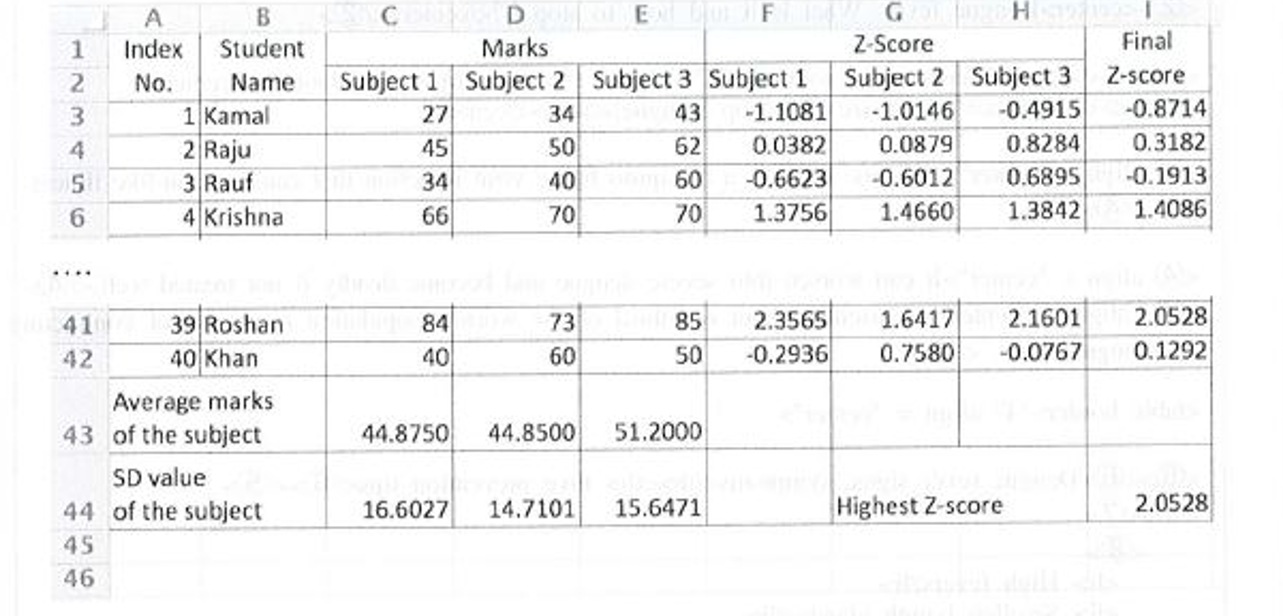 A B C D E F G H I
1 Index Student Marks Z-Score Final
2 No. Name Subject 1 Subject 2 Subject 3 Subject 1 Subject 2 Subject 3 Z-score
3 1 Kamal 27 34 43 -1.1081 -1.0146 -0.4915 -0.8714
4 2 Raju 45 50 62 0.0382 0.0879 0.8284 0.3182
5 3 Rauf 34 40 60 -0.6623 -0.6012 0.6895 -0.1913
6 4 Krishna 66 70 70 1.3756 1.4660 1.3842 1.4086
....
41 39 Roshan 84 73 85 2.3565 1.6417 2.1601 2.0528
42 40 Khan 40 60 50 -0.2936 0.7580 -0.0767 0.1292
Average marks
43 of the subject 44.8750 44.8500 51.2000
SD value
44 of the subject 16.6027 14.7101 15.6471 Highest Z-score 2.0528
45
46